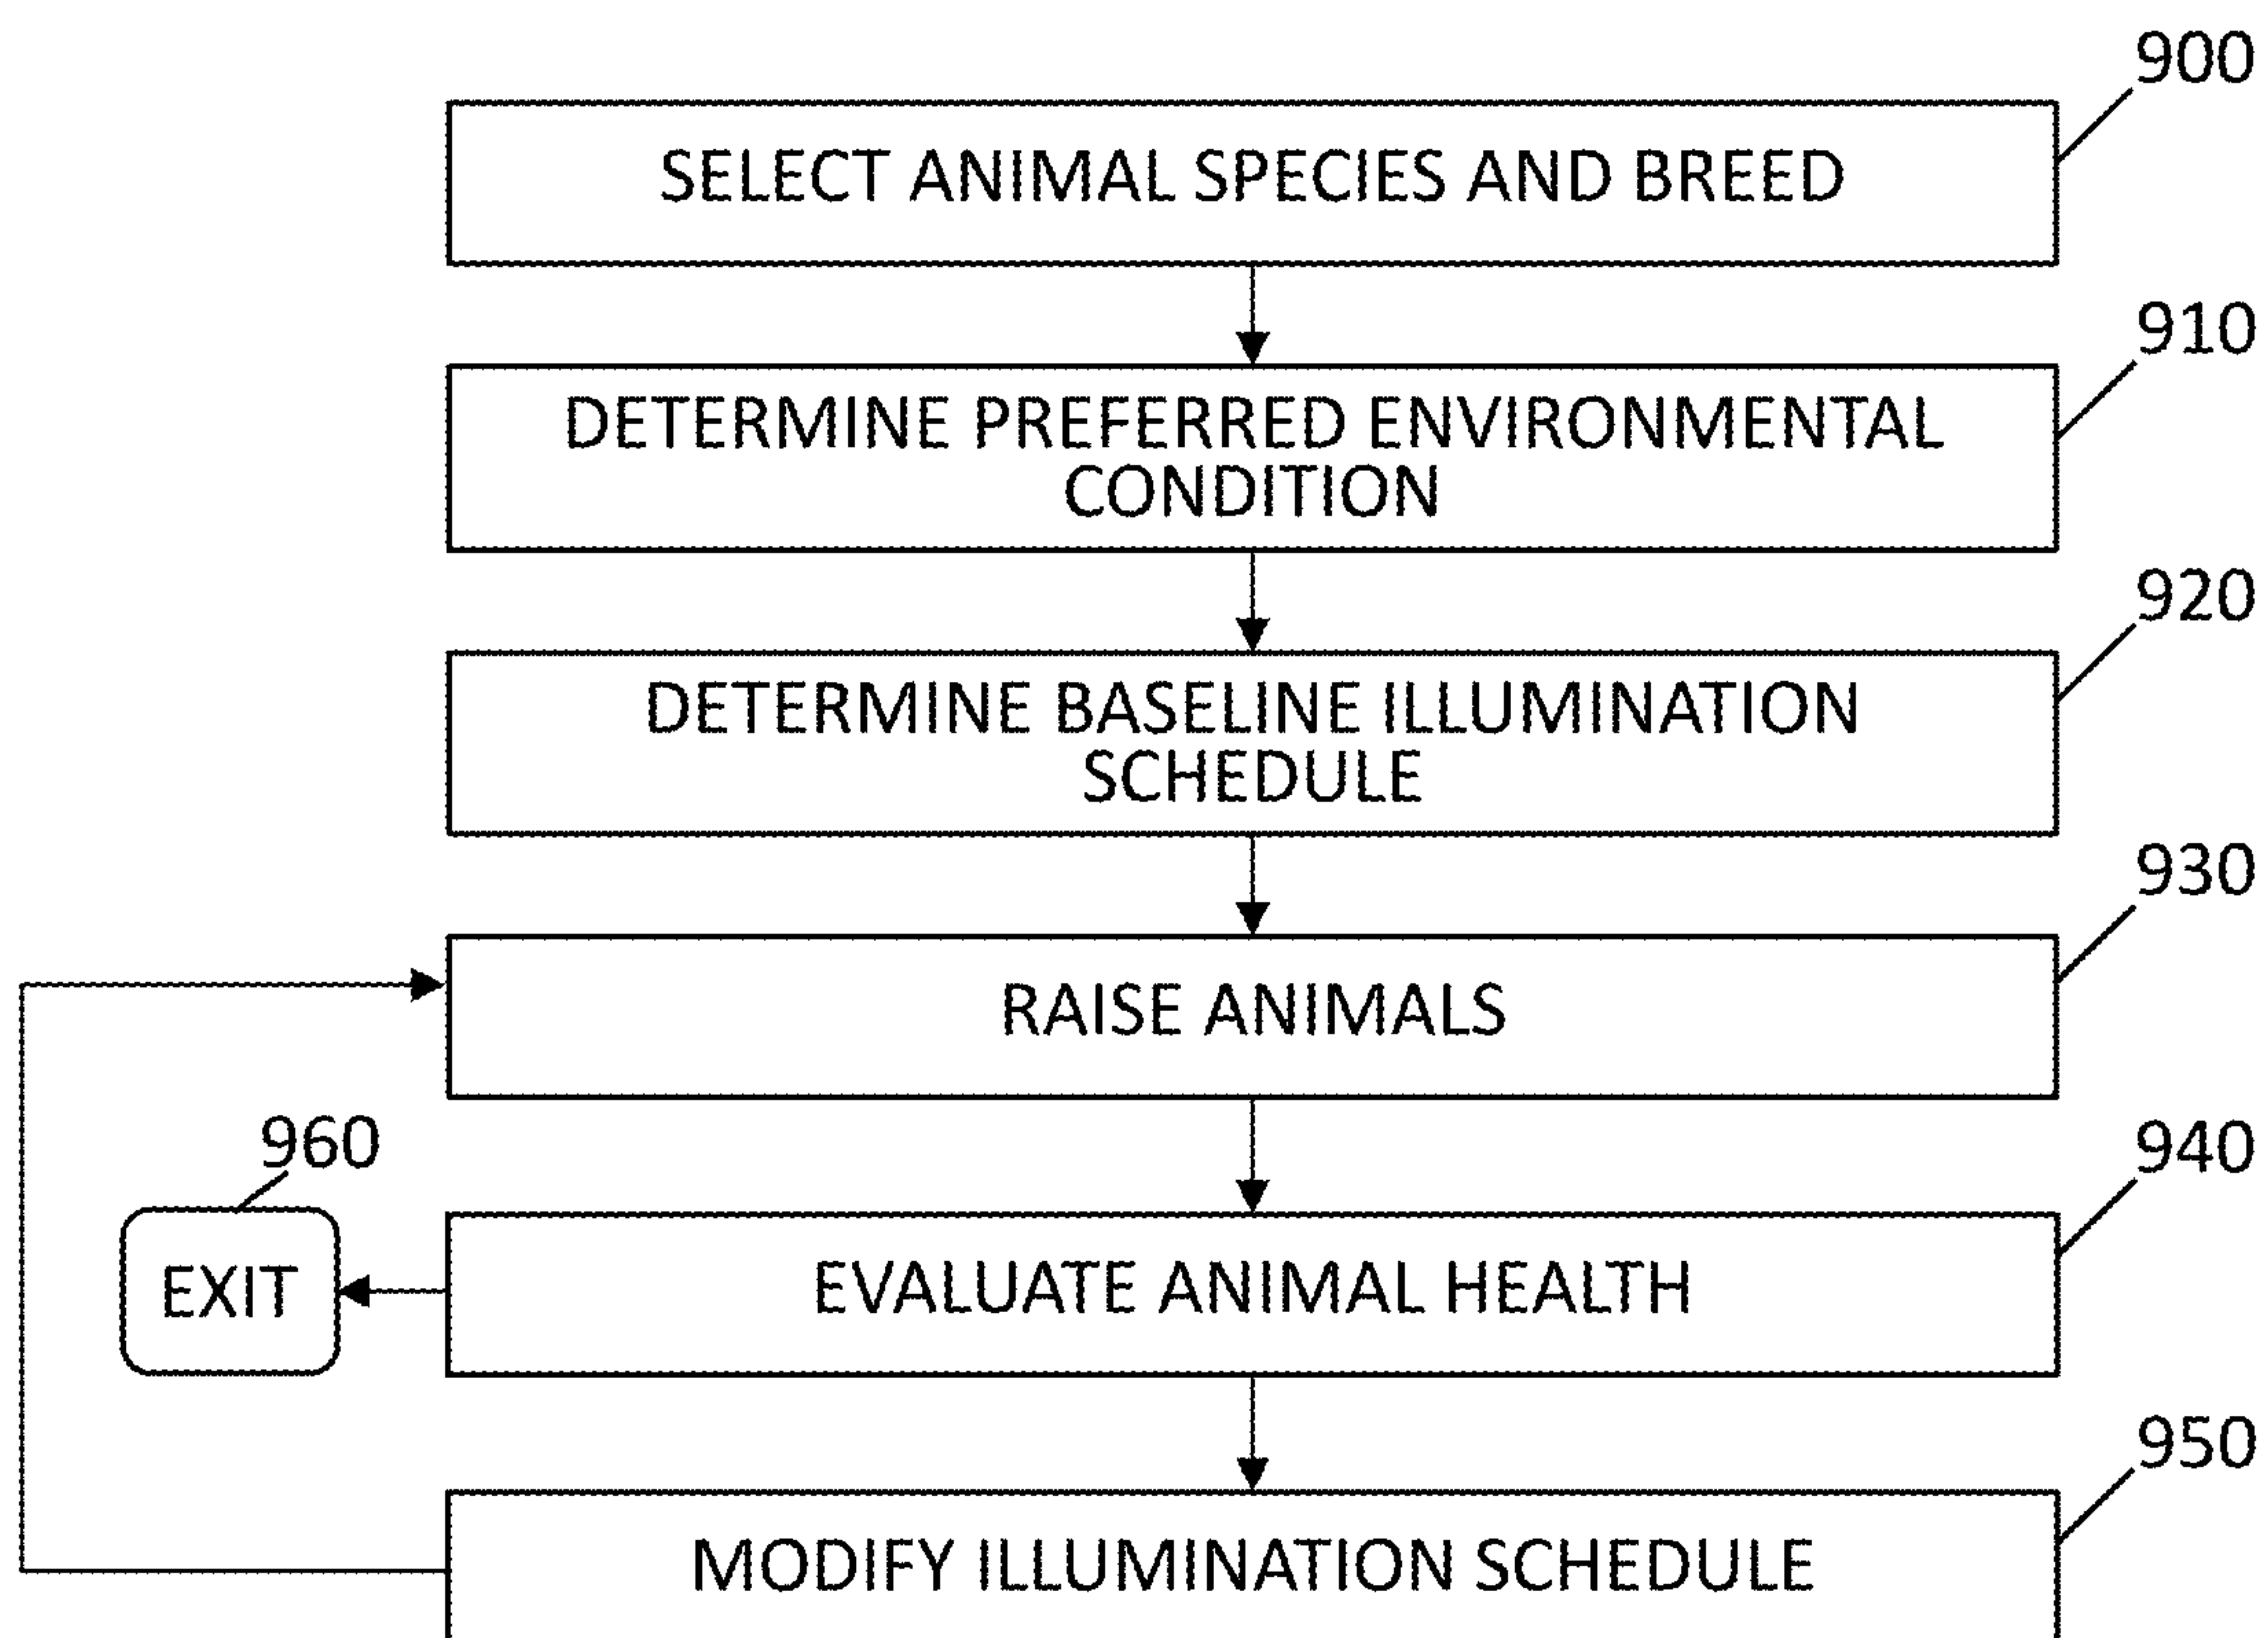 900
SELECT ANIMAL SPECIES AND BREED
910
DETERMINE PREFERRED ENVIRONMENTAL
CONDITION
920
DETERMINE BASELINE ILLUMINATION
SCHEDULE
930
RAISE ANIMALS
960
940
EXIT
EVALUATE ANIMAL HEALTH
950
MODIFY ILLUMINATION SCHEDULE